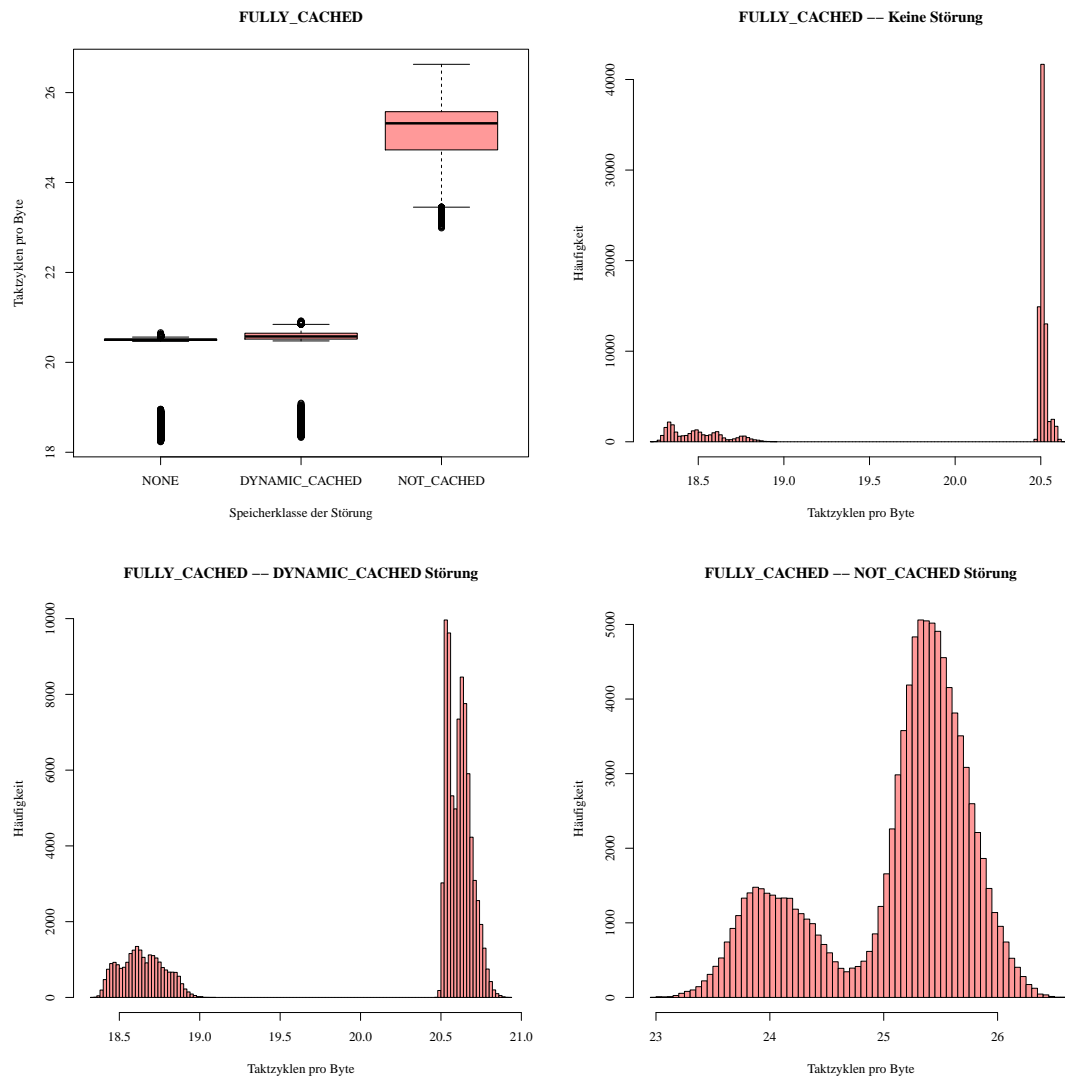 FULLY_CACHED
26
24
22
20
18
Taktzyklen pro Byte
NONE DYNAMIC_CACHED NOT_CACHED
Speicherklasse der Störung
FULLY_CACHED −− Keine Störung
40000
30000
20000
10000
0
Häufigkeit
18.5 19.0 19.5 20.0 20.5
Taktzyklen pro Byte
FULLY_CACHED −− DYNAMIC_CACHED Störung
10000
8000
6000
4000
2000
0
Häufigkeit
18.5 19.0 19.5 20.0 20.5 21.0
Taktzyklen pro Byte
FULLY_CACHED −− NOT_CACHED Störung
5000
4000
3000
2000
1000
0
Häufigkeit
23 24 25 26
Taktzyklen pro Byte